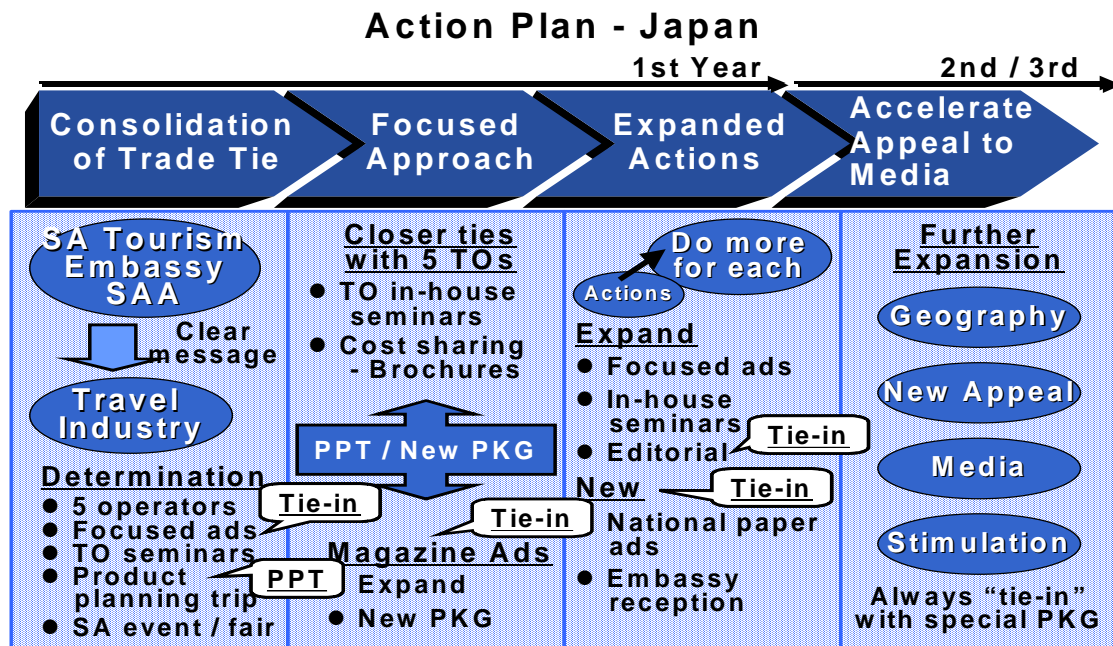 Action Plan - Japan
1st Year
2nd / 3rd
Consolidation
of Trade Tie
Focused
Approach
Expanded
Actions
Accelerate
Appeal to
Media
SA Tourism
Embassy
SAA
Clear
message
Travel
Industry
Determination
● 5 operators
● Focused ads
● TO seminars
● Product
planning trip
● SA event / fair
Tie-in
PPT
Closer ties
with 5 TOs
● TO in-house
seminars
● Cost sharing
- Brochures
PPT / New PKG
Tie-in
Magazine Ads
Expand
● New PKG
Do more
for each
Actions
Expand
● Focused ads
● In-house
seminars
● Editorial
Tie-in
New
Tie-in
National paper
ads
● Embassy
reception
Further
Expansion
Geography
New Appeal
Media
Stimulation
Always “tie-in”
with special PKG